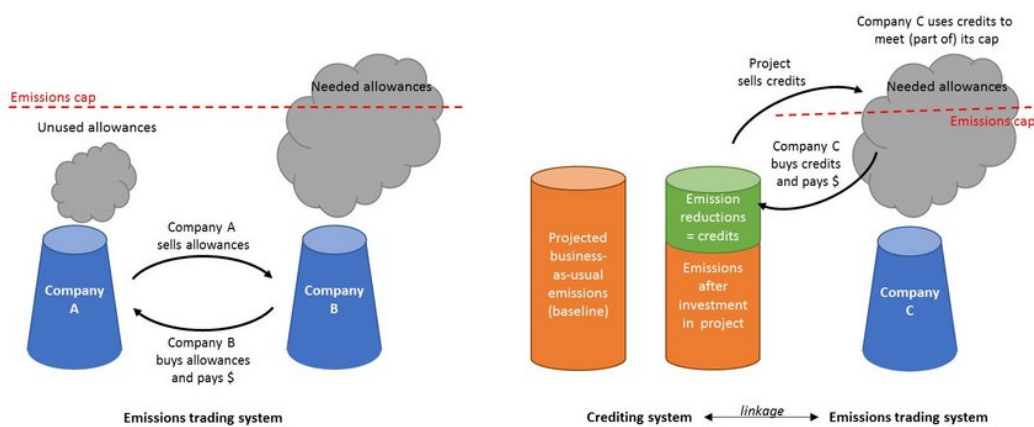 Emissions cap
Unused allowances
Needed allowances
Company
A
Company A
sells allowances
Company B
buys allowances
and pays $
Company
B
Emissions trading system
Company C uses credits to
meet (part of) its cap
Project
sells credits
Needed allowances
Emissions cap
Company C
buys credits
and pays $
Projected
business-
as-usual
emissions
(baseline)
Emission
reductions
= credits
Emissions
after
investment
in project
Company
C
Crediting system
linkage
Emissions trading system